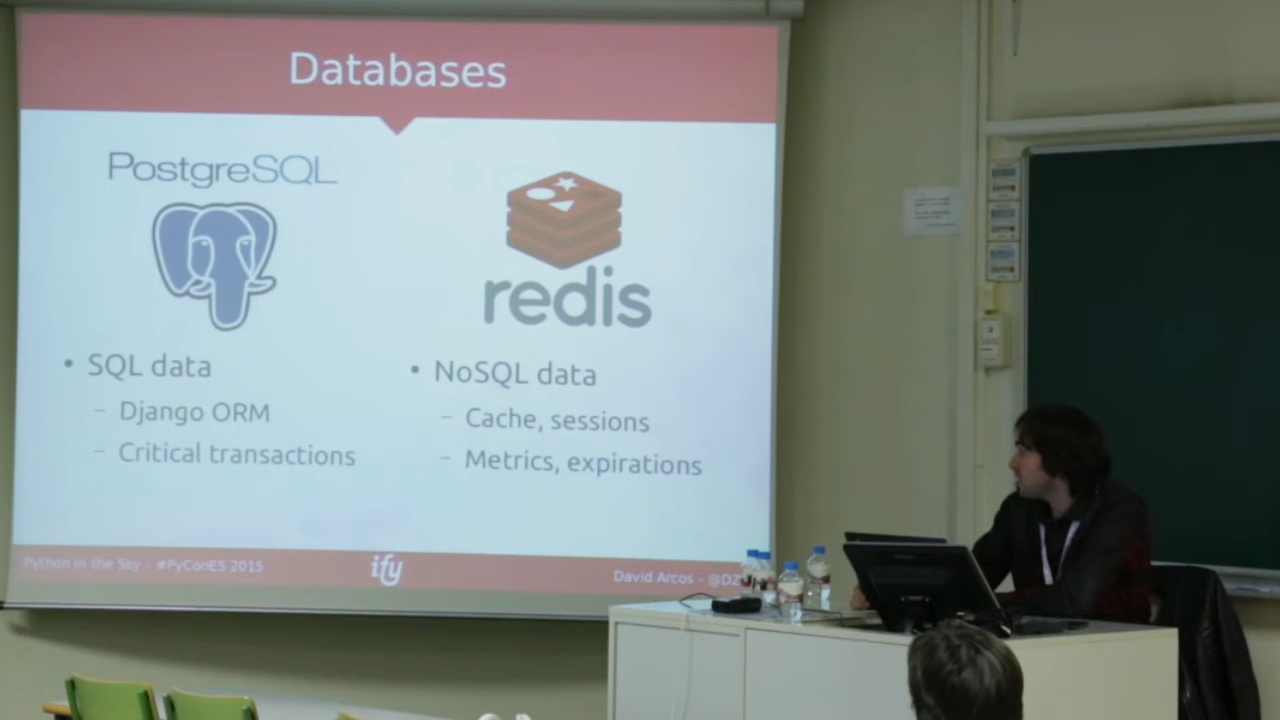 Databases
PostgreSQL
redis
• SQL data
– Django ORM
– Critical transactions
• NoSQL data
– Cache, sessions
– Metrics, expirations
Python in the Sky - #PyConES 2015
ify
David Arcos - @DZ